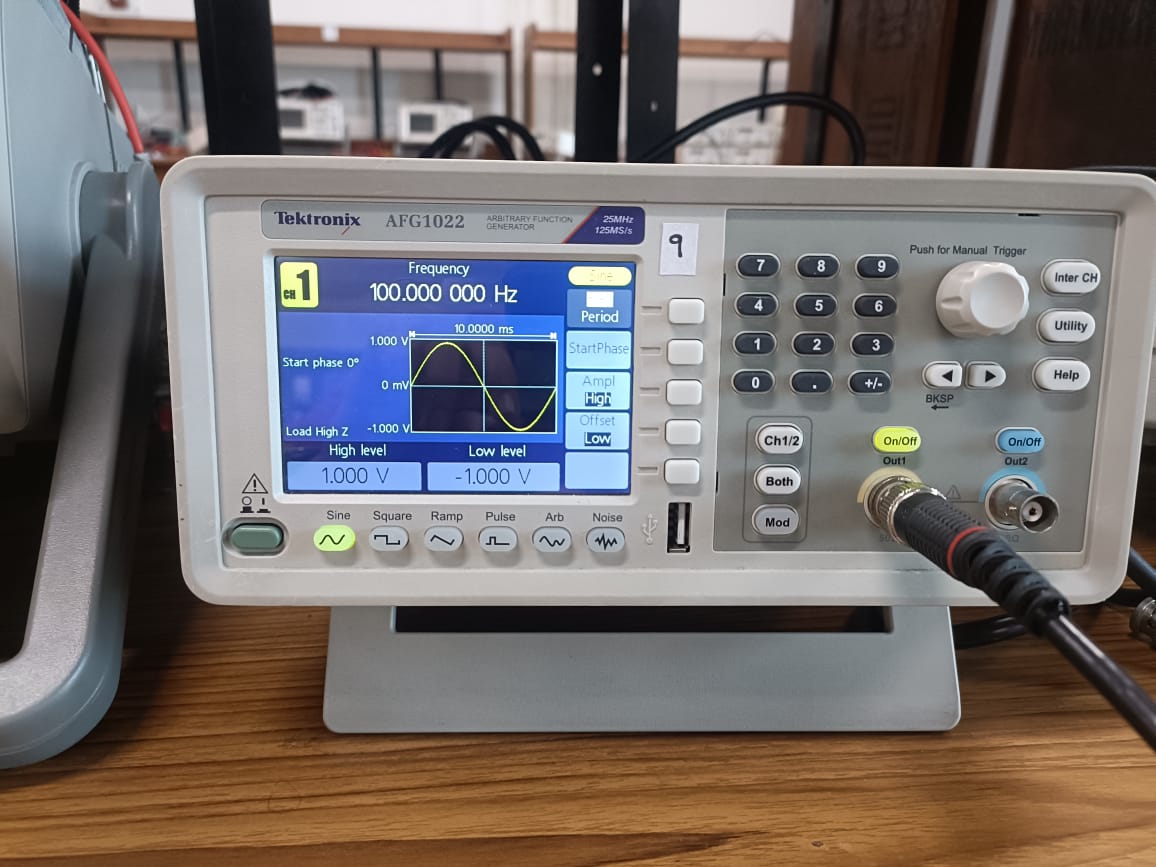 Tektronix AFG1022 ARBITRARY FUNCTION GENERATOR
25MHz
125MS/s
9
CH 1
Frequency
100.000 000 Hz
Sine
Period
StartPhase
Ampl
High
Offset
Low
10.0000 ms
1.000 V
Start phase 0°
0 mV
Load High Z
-1.000 V
High level
Low level
1.000 V
-1.000 V
Sine Square Ramp Pulse Arb Noise
7 8 9
4 5 6
1 2 3
0 . +/-
Push for Manual Trigger
Inter CH
Utility
Help
BKSP
Ch1/2
Both
Mod
On/Off
Out1
On/Off
Out2